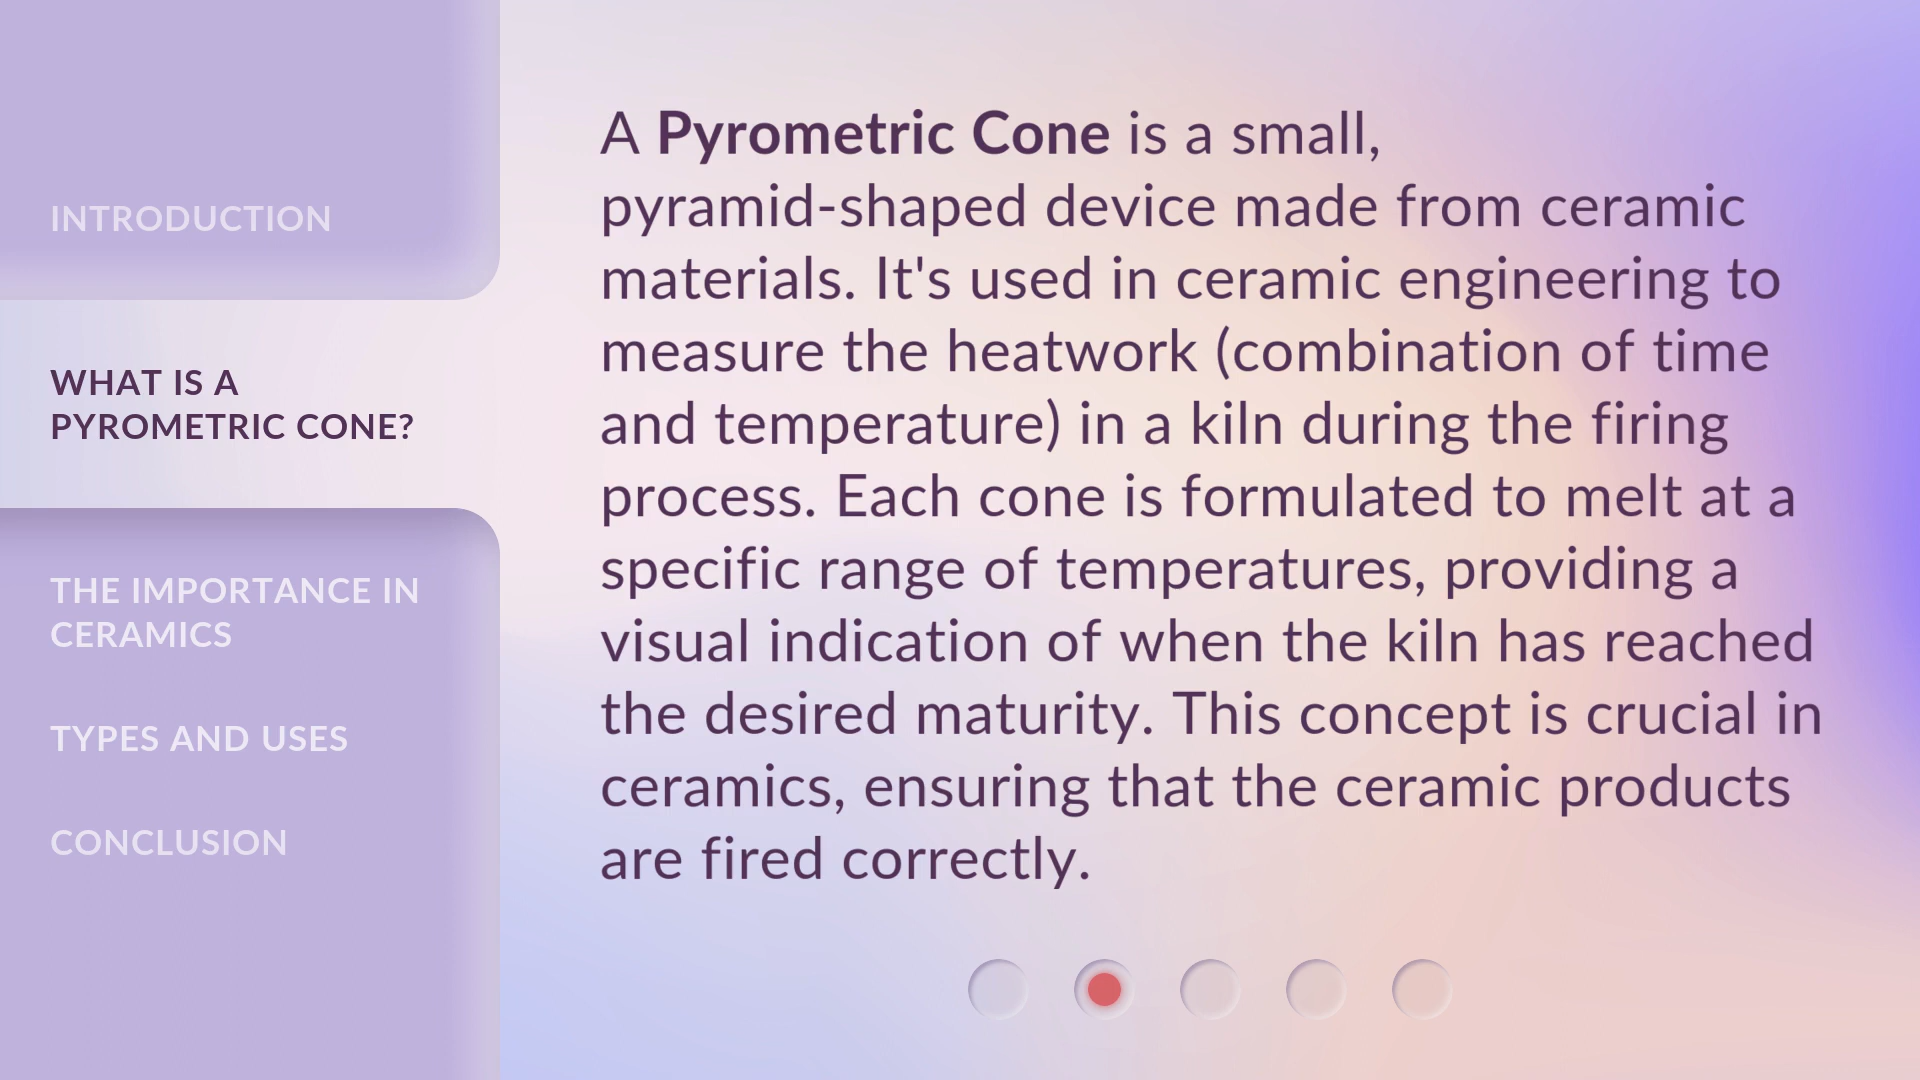 INTRODUCTION
WHAT IS A
PYROMETRIC CONE?
THE IMPORTANCE IN
CERAMICS
TYPES AND USES
CONCLUSION
A Pyrometric Cone is a small,
pyramid-shaped device made from ceramic
materials. It's used in ceramic engineering to
measure the heatwork (combination of time
and temperature) in a kiln during the firing
process. Each cone is formulated to melt at a
specific range of temperatures, providing a
visual indication of when the kiln has reached
the desired maturity. This concept is crucial in
ceramics, ensuring that the ceramic products
are fired correctly.